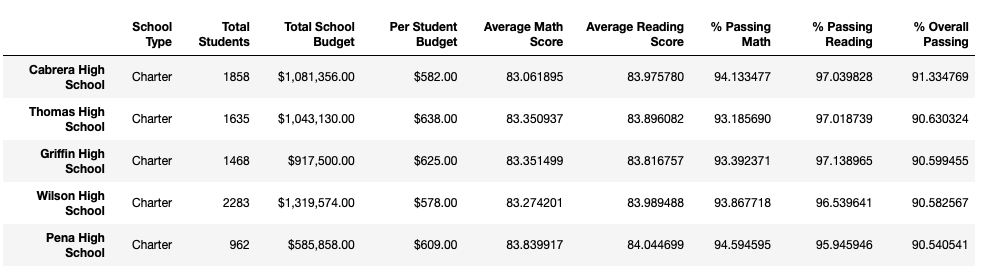 School Type Total Students Total School Budget Per Student Budget Average Math Score Average Reading Score % Passing Math % Passing Reading % Overall Passing
Cabrera High School Charter 1858 $1,081,356.00 $582.00 83.061895 83.975780 94.133477 97.039828 91.334769
Thomas High School Charter 1635 $1,043,130.00 $638.00 83.350937 83.896082 93.185690 97.018739 90.630324
Griffin High School Charter 1468 $917,500.00 $625.00 83.351499 83.816757 93.392371 97.138965 90.599455
Wilson High School Charter 2283 $1,319,574.00 $578.00 83.274201 83.989488 93.867718 96.539641 90.582567
Pena High School Charter 962 $585,858.00 $609.00 83.839917 84.044699 94.594595 95.945946 90.540541